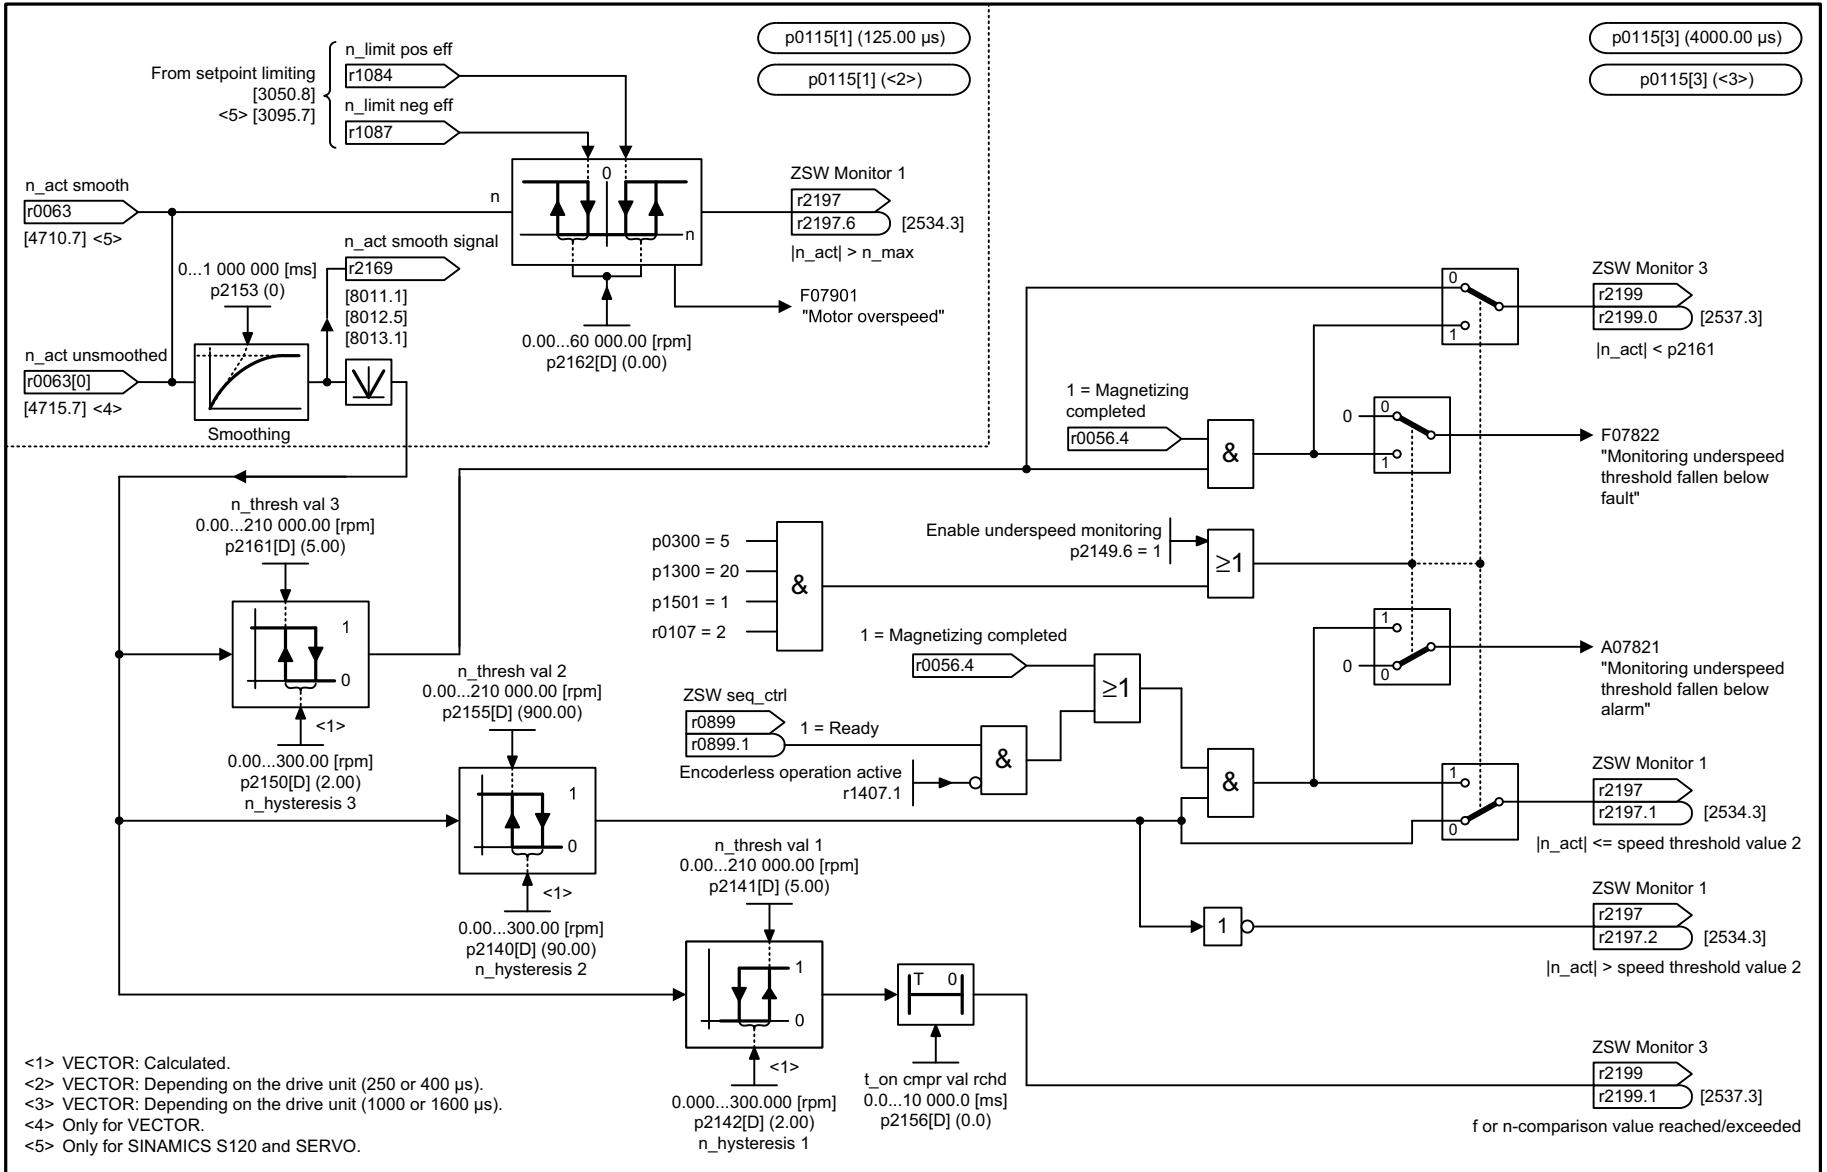 p0115[1] (125.00 µs)
p0115[1] (<2>)
p0115[3] (4000.00 µs)
p0115[3] (<3>)
From setpoint limiting
[3050.8]
<5> [3095.7]
n_limit pos eff
r1084
n_limit neg eff
r1087
n_act smooth
r0063
[4710.7] <5>
n
0
n
ZSW Monitor 1
r2197
r2197.6
[2534.3]
|n_act| > n_max
F07901
"Motor overspeed"
0.00...60 000.00 [rpm]
p2162[D] (0.00)
n_act smooth signal
r2169
[8011.1]
[8012.5]
[8013.1]
0...1 000 000 [ms]
p2153 (0)
n_act unsmoothed
r0063[0]
[4715.7] <4>
Smoothing
0
1
ZSW Monitor 3
r2199
r2199.0
[2537.3]
|n_act| < p2161
1 = Magnetizing
completed
r0056.4
&
0
0
1
F07822
"Monitoring underspeed
threshold fallen below
fault"
n_thresh val 3
0.00...210 000.00 [rpm]
p2161[D] (5.00)
1
0
<1>
0.00...300.00 [rpm]
p2150[D] (2.00)
n_hysteresis 3
p0300 = 5
p1300 = 20
p1501 = 1
r0107 = 2
&
Enable underspeed monitoring
p2149.6 = 1
≥1
1
0
0
A07821
"Monitoring underspeed
threshold fallen below
alarm"
1 = Magnetizing completed
r0056.4
≥1
ZSW seq_ctrl
r0899
r0899.1
1 = Ready
Encoderless operation active
r1407.1
&
&
1
0
ZSW Monitor 1
r2197
r2197.1
[2534.3]
|n_act| <= speed threshold value 2
n_thresh val 2
0.00...210 000.00 [rpm]
p2155[D] (900.00)
1
0
<1>
0.00...300.00 [rpm]
p2140[D] (90.00)
n_hysteresis 2
1
ZSW Monitor 1
r2197
r2197.2
[2534.3]
|n_act| > speed threshold value 2
n_thresh val 1
0.00...210 000.00 [rpm]
p2141[D] (5.00)
1
0
<1>
0.000...300.000 [rpm]
p2142[D] (2.00)
n_hysteresis 1
T 0
t_on cmpr val rchd
0.0...10 000.0 [ms]
p2156[D] (0.0)
ZSW Monitor 3
r2199
r2199.1
[2537.3]
f or n-comparison value reached/exceeded
<1> VECTOR: Calculated.
<2> VECTOR: Depending on the drive unit (250 or 400 µs).
<3> VECTOR: Depending on the drive unit (1000 or 1600 µs).
<4> Only for VECTOR.
<5> Only for SINAMICS S120 and SERVO.